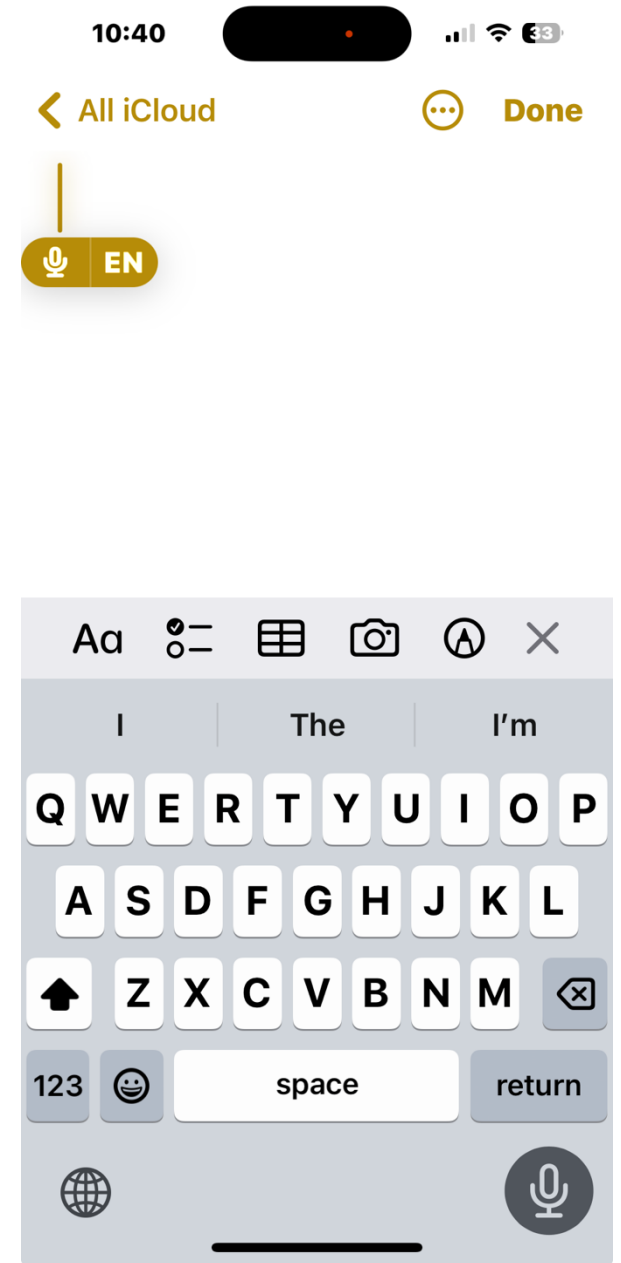 10:40 33
All iCloud Done
EN
Aa
I The I’m
Q W E R T Y U I O P
A S D F G H J K L
Z X C V B N M
123 space return